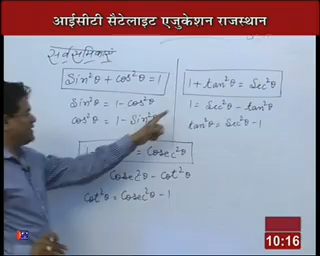 आईसीटी सैटेलाइट एजुकेशन राजस्थान
सर्वसमिकाएं
Sin²θ + cos²θ = 1
Sin²θ = 1 - cos²θ
cos²θ = 1 - Sin²θ
1 + tan²θ = Sec²θ
1 = Sec²θ - tan²θ
tan²θ = Sec²θ - 1
1 = Cosec²θ
Cosec²θ - Cot²θ
Cot²θ = Cosec²θ - 1
10:16